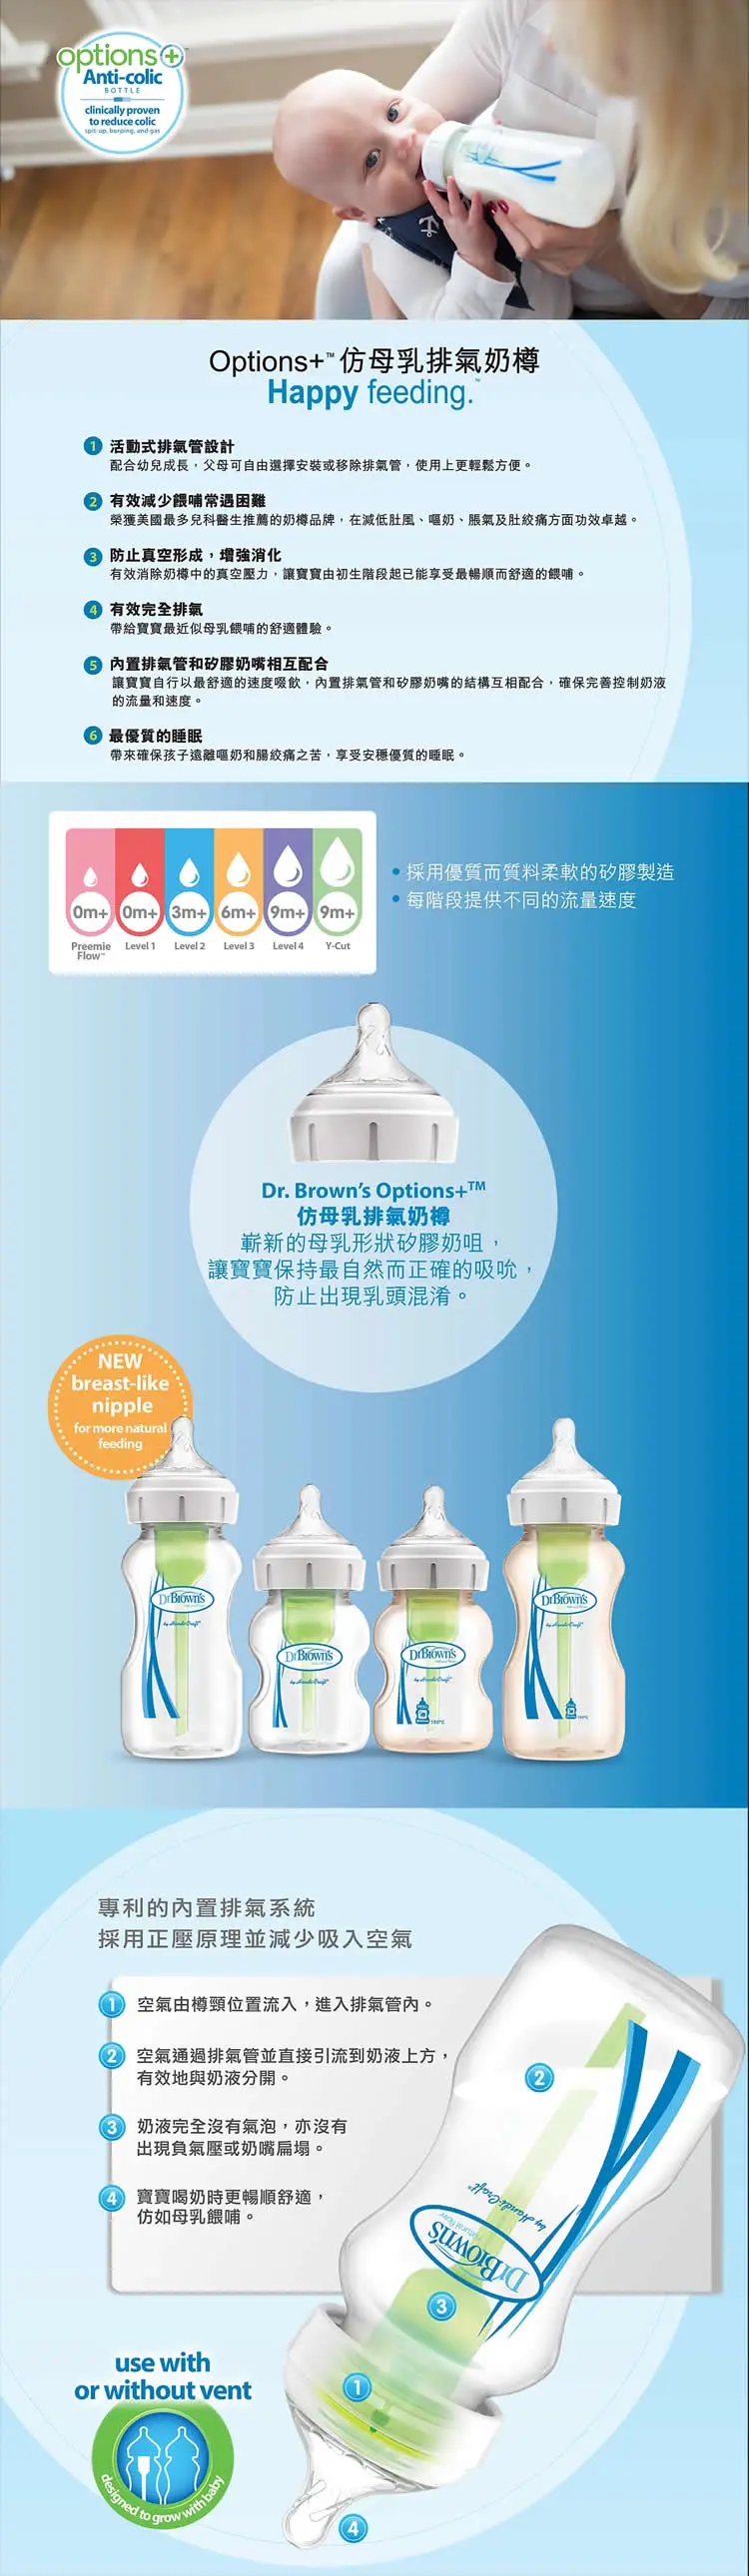 options+™
Anti-colic
BOTTLE
clinically proven
to reduce colic
spit-up, burping, and gas
Options+™ 仿母乳排氣奶樽
Happy feeding.™
1 活動式排氣管設計
配合幼兒成長，父母可自由選擇安裝或移除排氣管，使用上更輕鬆方便。
2 有效減少餵哺常遇困難
榮獲美國最多兒科醫生推薦的奶樽品牌，在減低肚風、嘔奶、脹氣及肚絞痛方面功效卓越。
3 防止真空形成，增強消化
有效消除奶樽中的真空壓力，讓寶寶由初生階段起已能享受最暢順而舒適的餵哺。
4 有效完全排氣
帶給寶寶最近似母乳餵哺的舒適體驗。
5 內置排氣管和矽膠奶嘴相互配合
讓寶寶自行以最舒適的速度啜飲，內置排氣管和矽膠奶嘴的結構互相配合，確保完善控制奶液
的流量和速度。
6 最優質的睡眠
帶來確保孩子遠離嘔奶和腸絞痛之苦，享受安穩優質的睡眠。
0m+ 0m+ 3m+ 6m+ 9m+ 9m+
Preemie Level 1 Level 2 Level 3 Level 4 Y-Cut
Flow™
• 採用優質而質料柔軟的矽膠製造
• 每階段提供不同的流量速度
Dr. Brown's Options+™
仿母乳排氣奶樽
嶄新的母乳形狀矽膠奶咀，
讓寶寶保持最自然而正確的吸吮，
防止出現乳頭混淆。
NEW
breast-like
nipple
for more natural
feeding
Dr Brown's
by Handi-Craft
Dr Brown's
by Handi-Craft
Dr Brown's
by Handi-Craft
Dr Brown's
by Handi-Craft
專利的內置排氣系統
採用正壓原理並減少吸入空氣
1 空氣由樽頸位置流入，進入排氣管內。
2 空氣通過排氣管並直接引流到奶液上方，
有效地與奶液分開。
3 奶液完全沒有氣泡，亦沒有
出現負氣壓或奶嘴扁塌。
4 寶寶喝奶時更暢順舒適，
仿如母乳餵哺。
2
by Handi-Craft®
Dr Brown's
Natural Flow
3
1
4
use with
or without vent
designed to grow with baby